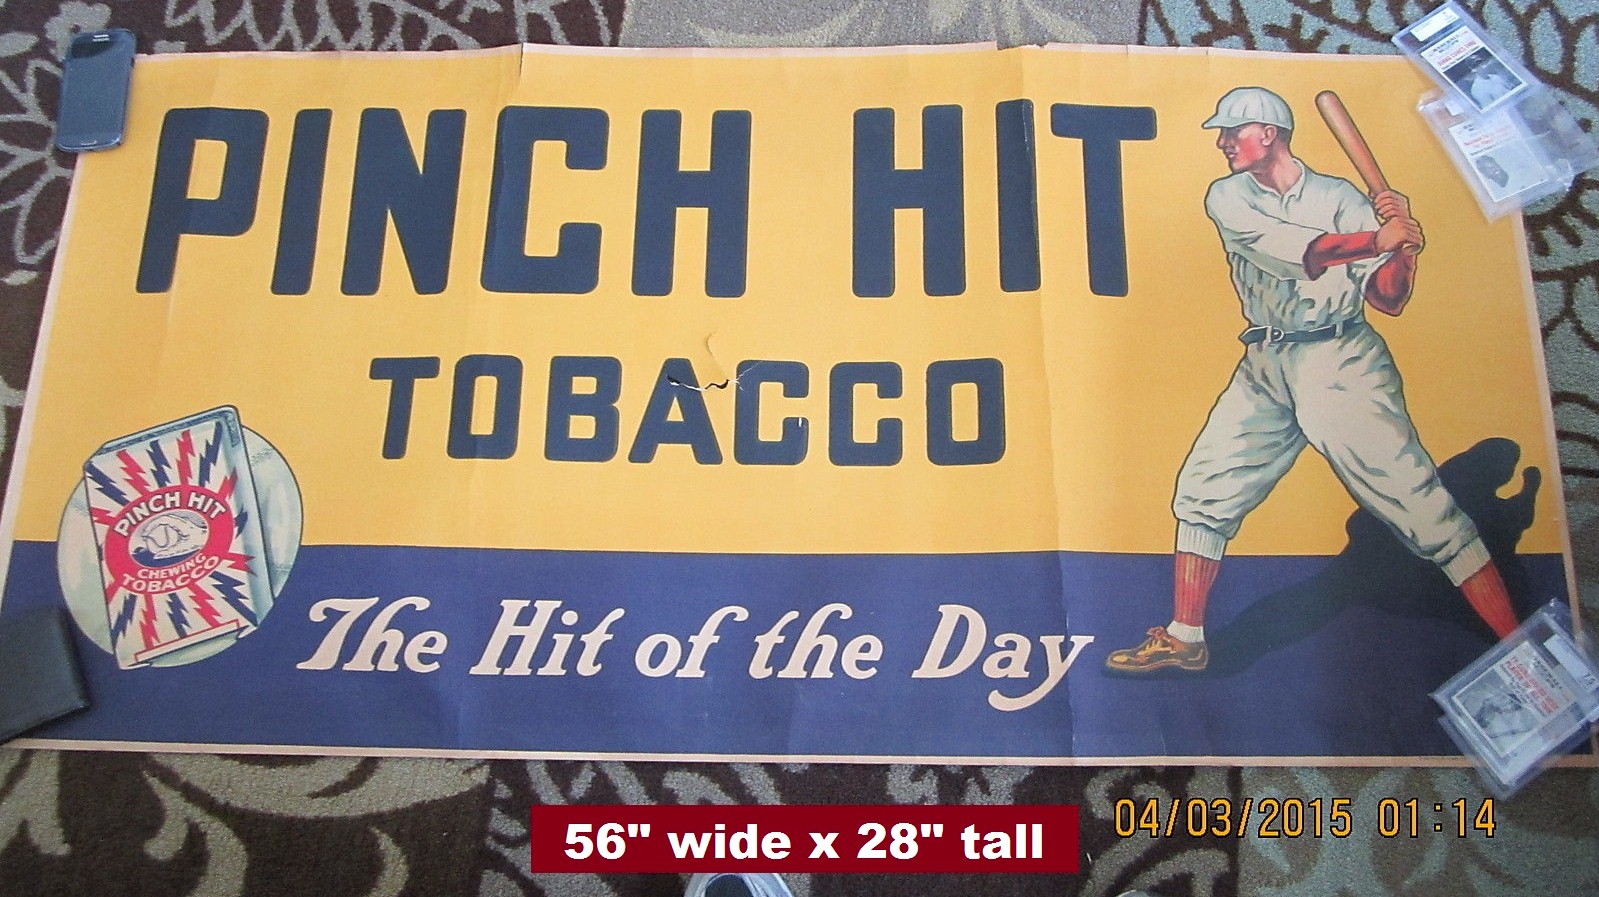 PINCH HIT
TOBACCO
PINCH HIT
CHEWING
TOBACCO
The Hit of the Day
56" wide x 28" tall
04/03/2015 01:14